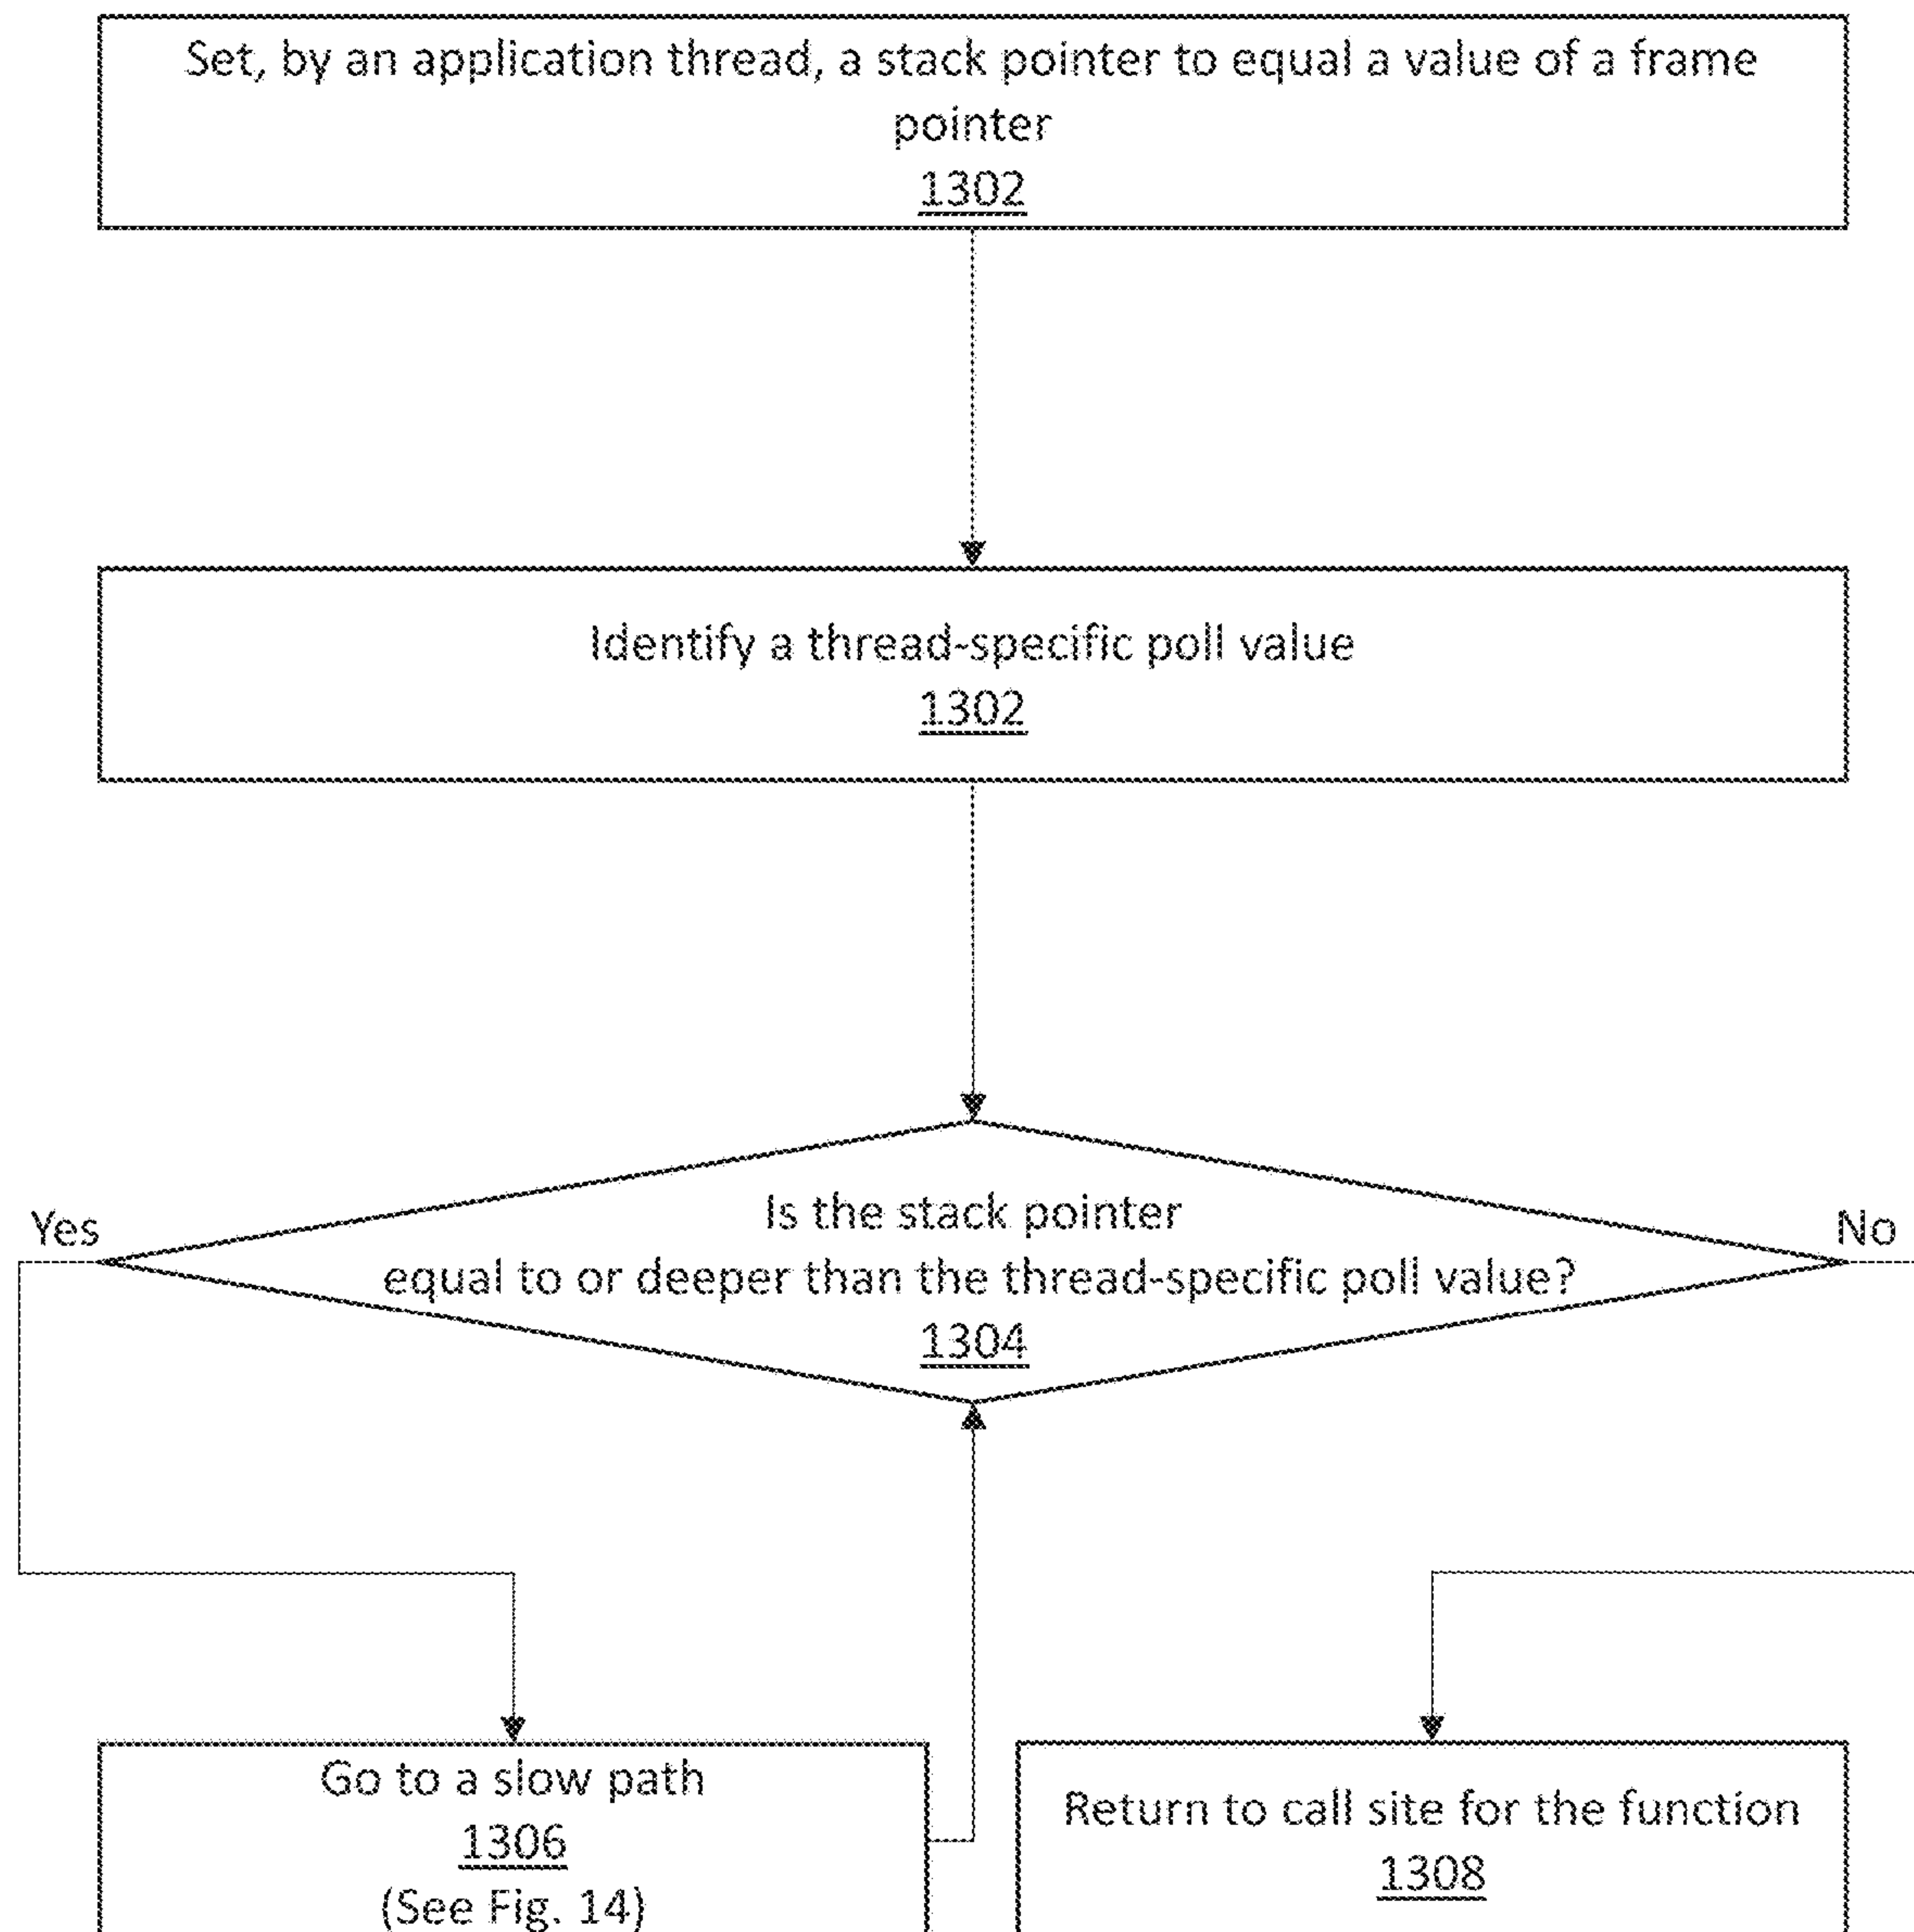 Set, by an application thread, a stack pointer to equal a value of a frame
pointer
1302
Identify a thread-specific poll value
1302
Is the stack pointer
equal to or deeper than the thread-specific poll value?
1304
Yes
No
Go to a slow path
1306
(See Fig. 14)
Return to call site for the function
1308